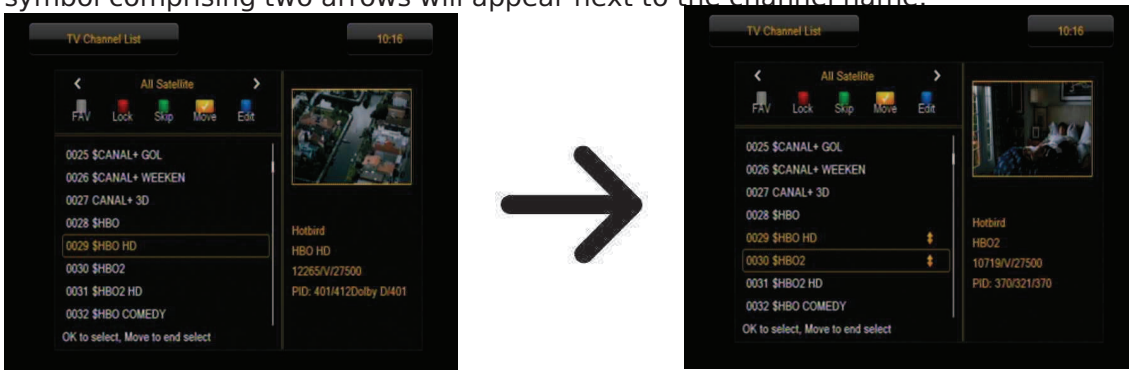 symbol comprising two arrows will appear next to the channel name.
TV Channel List
10:16
All Satellite
FAV Lock Skip Move Edit
0025 $CANAL+ GOL
0026 $CANAL+ WEEKEN
0027 CANAL+ 3D
0028 $HBO
0029 $HBO HD
0030 $HBO2
0031 $HBO2 HD
0032 $HBO COMEDY
OK to select, Move to end select
Hotbird
HBO HD
12265/V/27500
PID: 401/412Dolby D/401
TV Channel List
10:16
All Satellite
FAV Lock Skip Move Edit
0025 $CANAL+ GOL
0026 $CANAL+ WEEKEN
0027 CANAL+ 3D
0028 $HBO
0029 $HBO HD
0030 $HBO2
0031 $HBO2 HD
0032 $HBO COMEDY
OK to select, Move to end select
Hotbird
HBO2
10719/V/27500
PID: 370/321/370